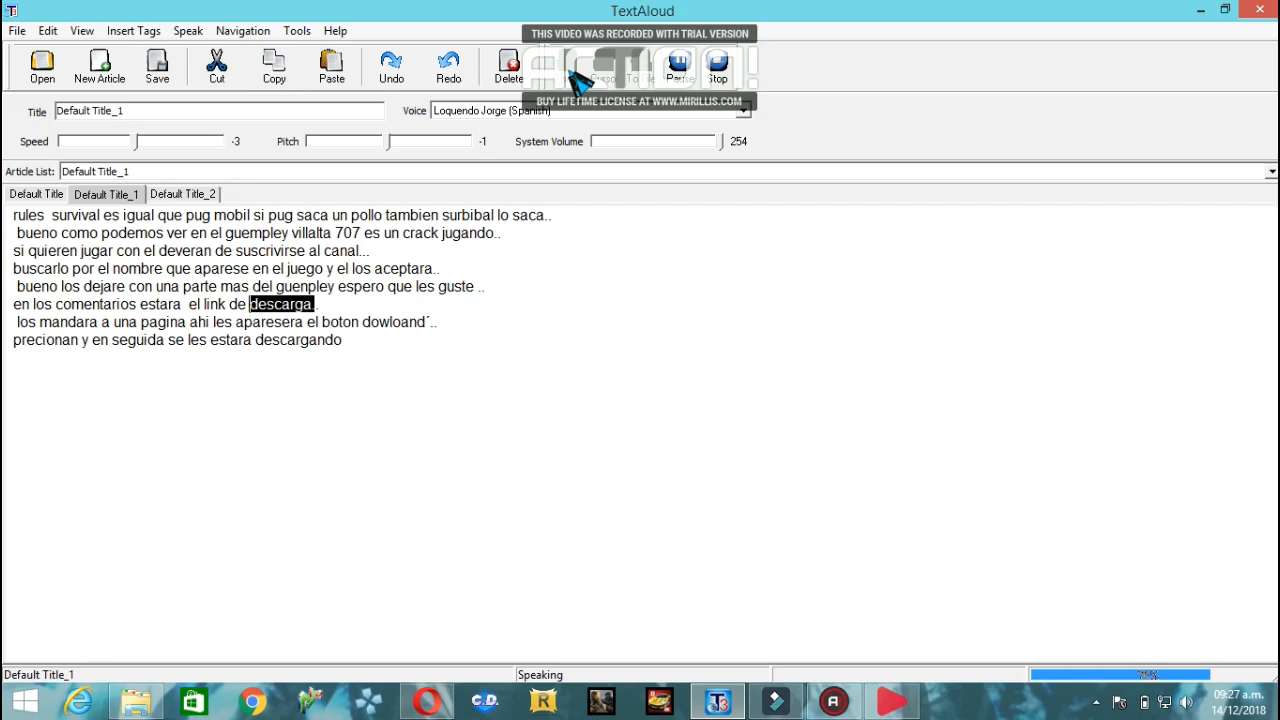 TextAloud
File Edit View Insert Tags Speak Navigation Tools Help
THIS VIDEO WAS RECORDED WITH TRIAL VERSION
ACTION!
Open New Article Save Cut Copy Paste Undo Redo Delete Cursor Pause Stop
BUY LIFETIME LICENSE AT WWW.MIRILLIS.COM
Title Default Title_1 Voice Loquendo Jorge (Spanish)
Speed -3 Pitch -1 System Volume 254
Article List: Default Title_1
Default Title Default Title_1 Default Title_2
rules survival es igual que pug mobil si pug saca un pollo tambien surbibal lo saca..
bueno como podemos ver en el guempley villalta 707 es un crack jugando..
si quieren jugar con el deveran de suscrivirse al canal...
buscarlo por el nombre que aparese en el juego y el los aceptara..
bueno los dejare con una parte mas del guenpley espero que les guste ..
en los comentarios estara el link de descarga.
los mandara a una pagina ahi les aparesera el boton dowloand´..
precionan y en seguida se les estara descargando
Default Title_1 Speaking 75%
09:27 a.m.
14/12/2018